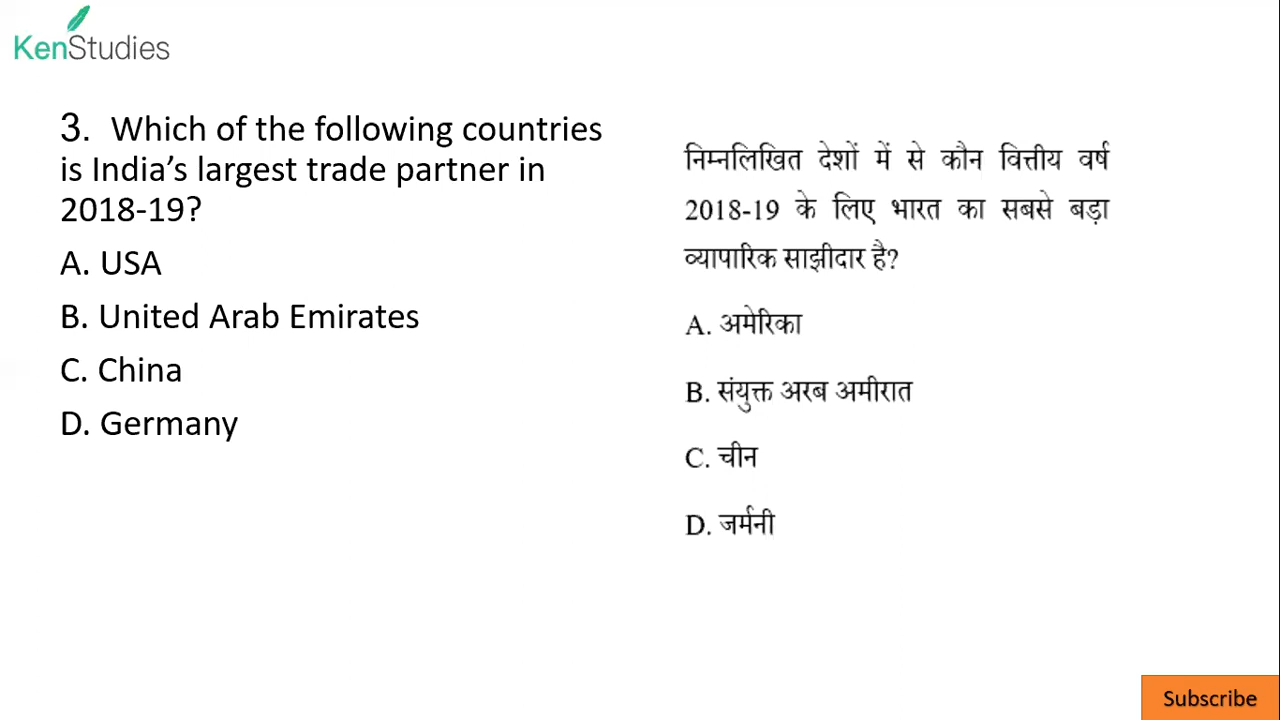 KenStudies
3. Which of the following countries
is India’s largest trade partner in
2018-19?
A. USA
B. United Arab Emirates
C. China
D. Germany
निम्नलिखित देशों में से कौन वित्तीय वर्ष
2018-19 के लिए भारत का सबसे बड़ा
व्यापारिक साझीदार है?
A. अमेरिका
B. संयुक्त अरब अमीरात
C. चीन
D. जर्मनी
Subscribe